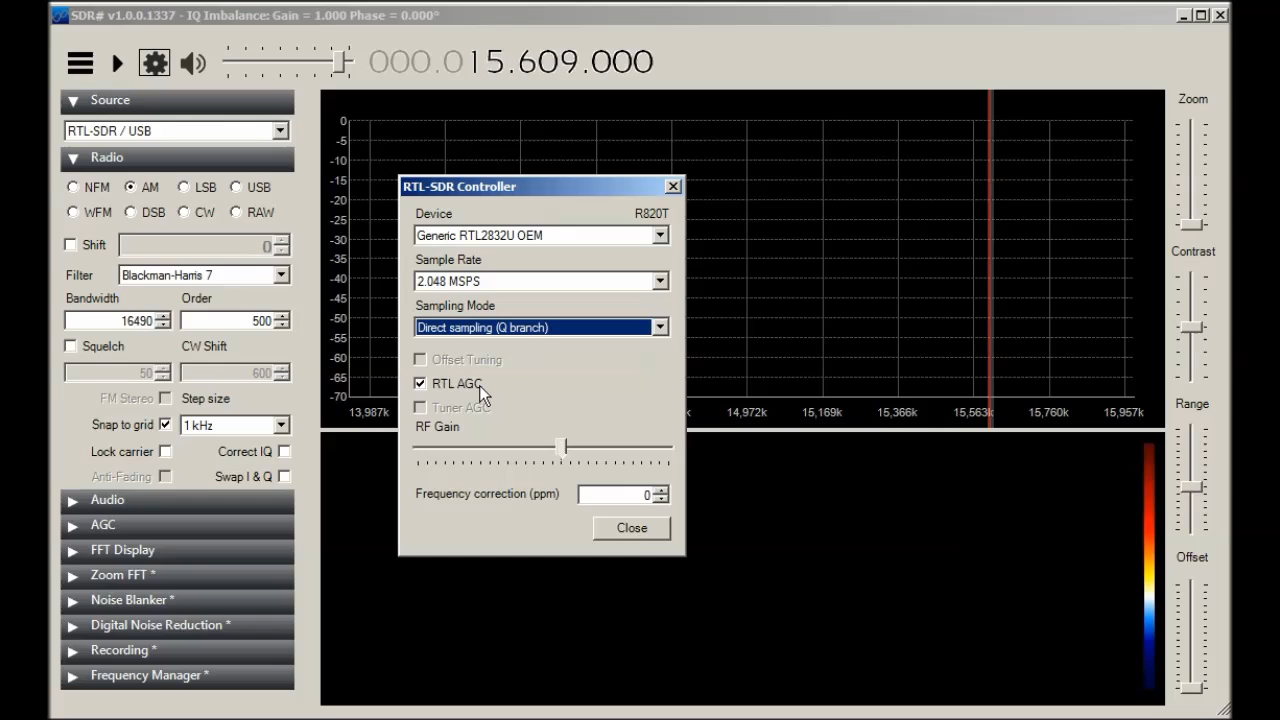 SDR# v1.0.0.1337 - IQ Imbalance: Gain = 1.000 Phase = 0.000°
000.015.609.000
Source
RTL-SDR / USB
Radio
NFM AM LSB USB
WFM DSB CW RAW
Shift 0
Filter Blackman-Harris 7
Bandwidth Order
16490 500
Squelch CW Shift
50 600
FM Stereo Step size
Snap to grid 1 kHz
Lock carrier Correct IQ
Anti-Fading Swap I & Q
Audio
AGC
FFT Display
Zoom FFT *
Noise Blanker *
Digital Noise Reduction *
Recording *
Frequency Manager *
0
-5
-10
-15
-20
-25
-30
-35
-40
-45
-50
-55
-60
-65
-70
13,987k 14,972k 15,169k 15,366k 15,563k 15,760k 15,957k
RTL-SDR Controller
Device R820T
Generic RTL2832U OEM
Sample Rate
2.048 MSPS
Sampling Mode
Direct sampling (Q branch)
Offset Tuning
RTL AGC
Tuner AGC
RF Gain
Frequency correction (ppm) 0
Close
Zoom
Contrast
Range
Offset